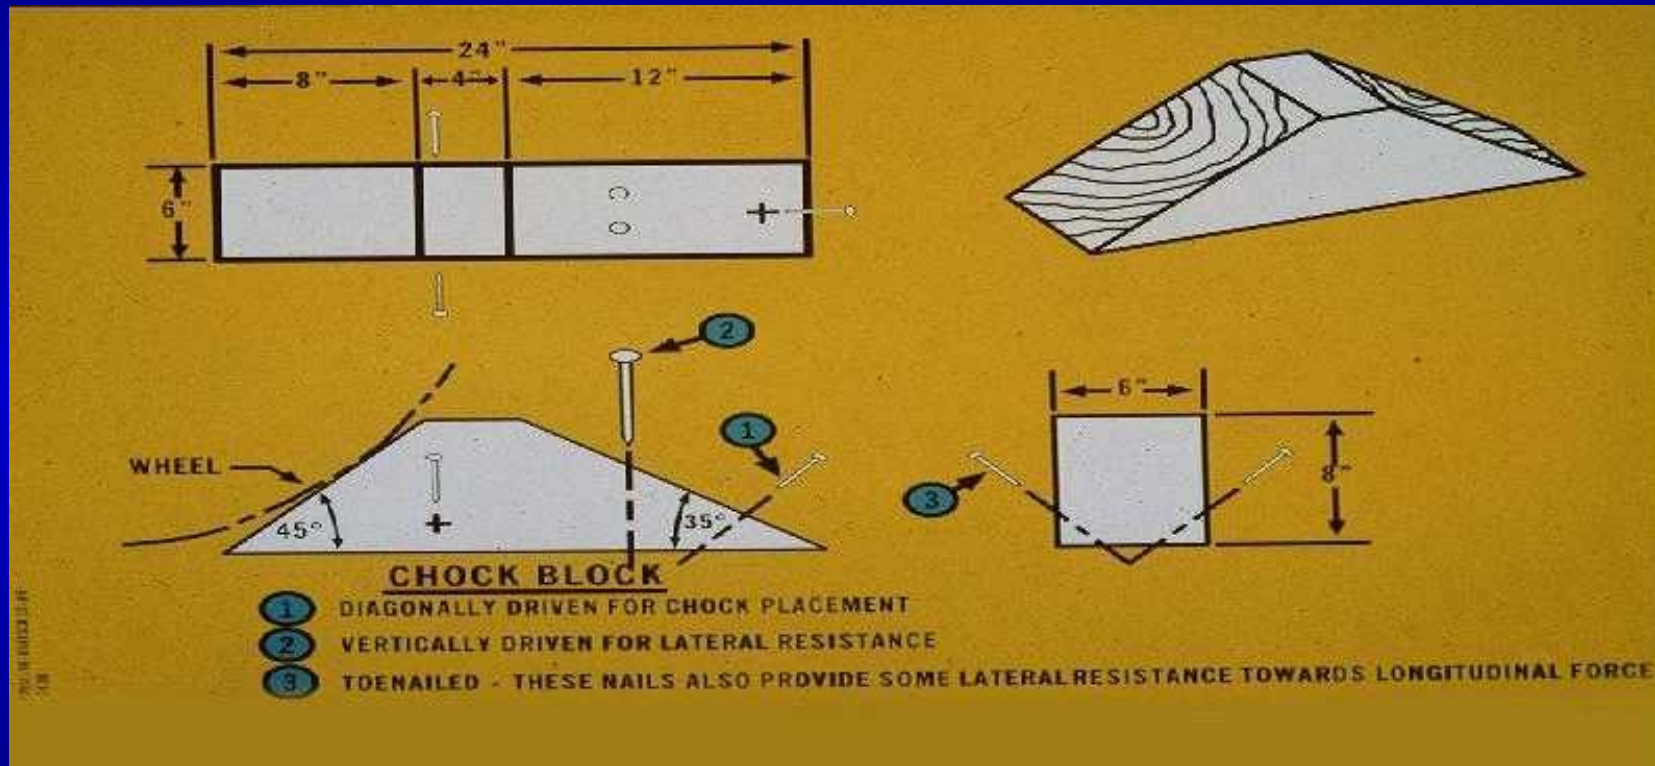 24"
8" 4" 12"
6"
2
6"
1
WHEEL
8"
3
45° 35°
CHOCK BLOCK
1 DIAGONALLY DRIVEN FOR CHOCK PLACEMENT
2 VERTICALLY DRIVEN FOR LATERAL RESISTANCE
3 TOENAILED - THESE NAILS ALSO PROVIDE SOME LATERAL RESISTANCE TOWARDS LONGITUDINAL FORCE